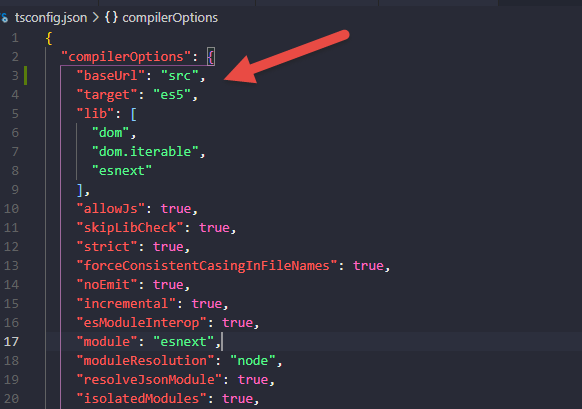 tsconfig.json > {} compilerOptions
1 {
2 "compilerOptions": {
3 "baseUrl": "src",
4 "target": "es5",
5 "lib": [
6 "dom",
7 "dom.iterable",
8 "esnext"
9 ],
10 "allowJs": true,
11 "skipLibCheck": true,
12 "strict": true,
13 "forceConsistentCasingInFileNames": true,
14 "noEmit": true,
15 "incremental": true,
16 "esModuleInterop": true,
17 "module": "esnext",
18 "moduleResolution": "node",
19 "resolveJsonModule": true,
20 "isolatedModules": true,